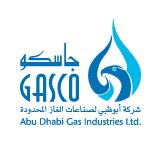 جاسكو
GASCO
شركة أبوظبي لصناعات الغاز المحدودة
Abu Dhabi Gas Industries Ltd.